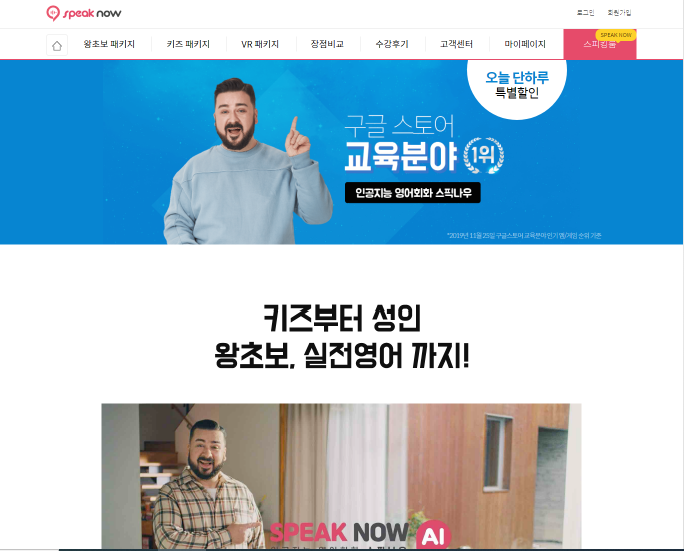 speak now
로그인 회원가입
SPEAK NOW
왕초보 패키지 키즈 패키지 VR 패키지 장점비교 수강후기 고객센터 마이페이지 스피킹폼
오늘 단하루
특별할인
구글 스토어
교육분야 1위
인공지능 영어회화 스픽나우
*2019년 11월 25일 구글스토어 교육분야 인기 앱/게임 순위 기준
키즈부터 성인
왕초보, 실전영어 까지!
SPEAK NOW AI